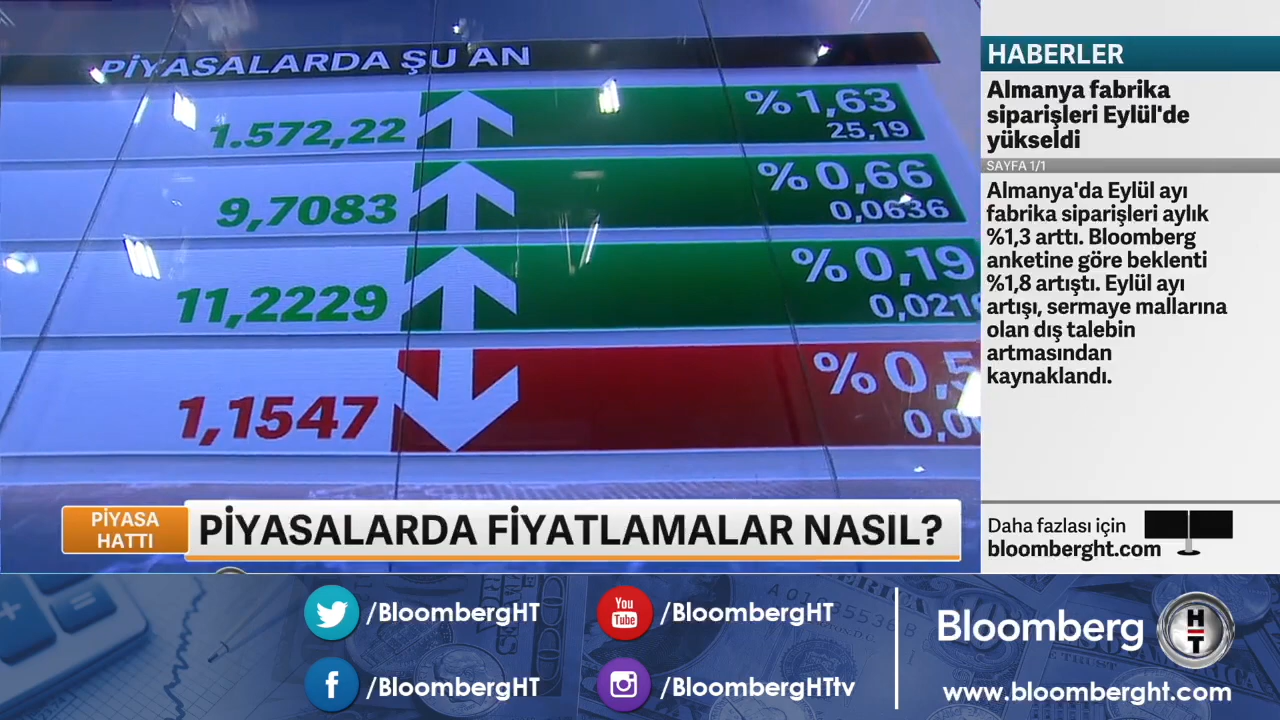 PİYASALARDA ŞU AN
1.572,22
%1,63
25,19
9,7083
%0,66
0,0636
11,2229
%0,19
1,1547
PİYASA
HATTI
PİYASALARDA FİYATLAMALAR NASIL?
HABERLER
Almanya fabrika
siparişleri Eylül'de
yükseldi
SAYFA 1/1
Almanya'da Eylül ayı
fabrika siparişleri aylık
%1,3 arttı. Bloomberg
anketine göre beklenti
%1,8 artıştı. Eylül ayı
artışı, sermaye mallarına
olan dış talebin
artmasından
kaynaklandı.
Daha fazlası için
bloomberght.com
/BloombergHT
You
Tube
/BloombergHT
/BloombergHT
/BloombergHTtv
Bloomberg HT
www.bloomberght.com